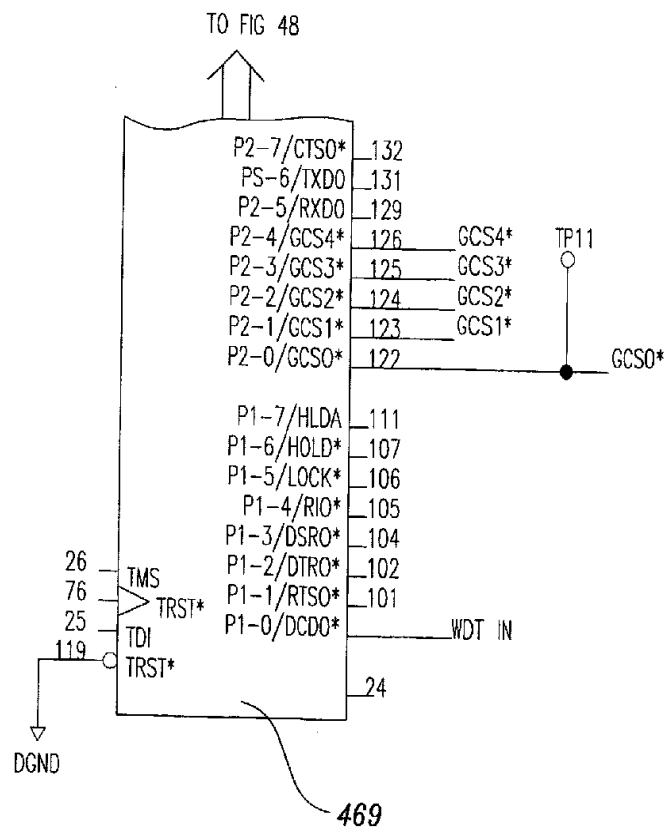 TO FIG 48
P2-7/CTS0* 132
PS-6/TXD0 131
P2-5/RXD0 129
P2-4/GCS4* 126 GCS4*
P2-3/GCS3* 125 GCS3*
P2-2/GCS2* 124 GCS2*
P2-1/GCS1* 123 GCS1*
TP11
P2-0/GCS0* 122 GCS0*
P1-7/HLDA 111
P1-6/HOLD* 107
P1-5/LOCK* 106
P1-4/RIO* 105
P1-3/DSRO* 104
P1-2/DTRO* 102
P1-1/RTSO* 101
P1-0/DCDO* WDT IN
26 TMS
76 TRST*
25 TDI
119 TRST*
24
DGND
469